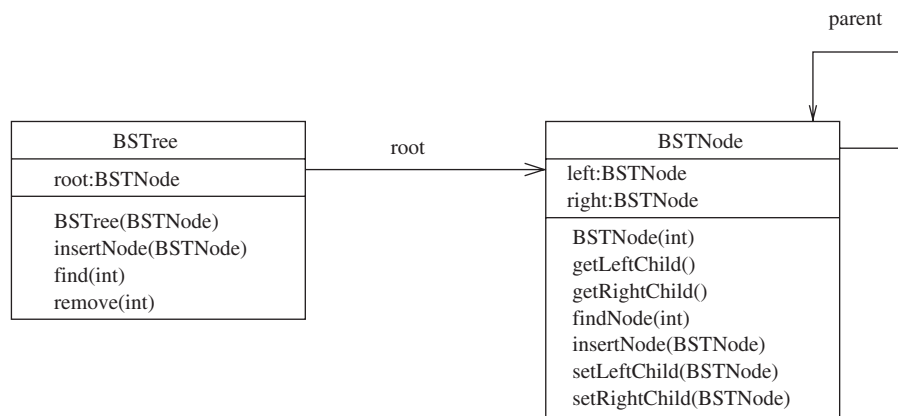 parent
BSTree
root:BSTNode
BSTree(BSTNode)
insertNode(BSTNode)
find(int)
remove(int)
root
BSTNode
left:BSTNode
right:BSTNode
BSTNode(int)
getLeftChild()
getRightChild()
findNode(int)
insertNode(BSTNode)
setLeftChild(BSTNode)
setRightChild(BSTNode)